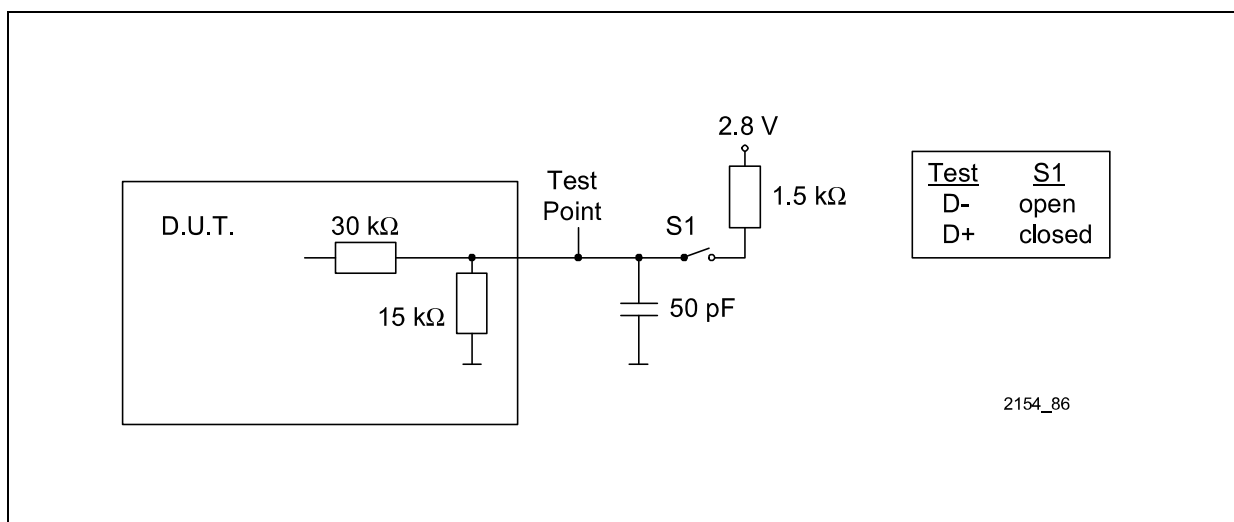 2.8 V
Test
Point
S1
1.5 kΩ
D.U.T.
30 kΩ
15 kΩ
50 pF
Test S1
D- open
D+ closed
2154_86